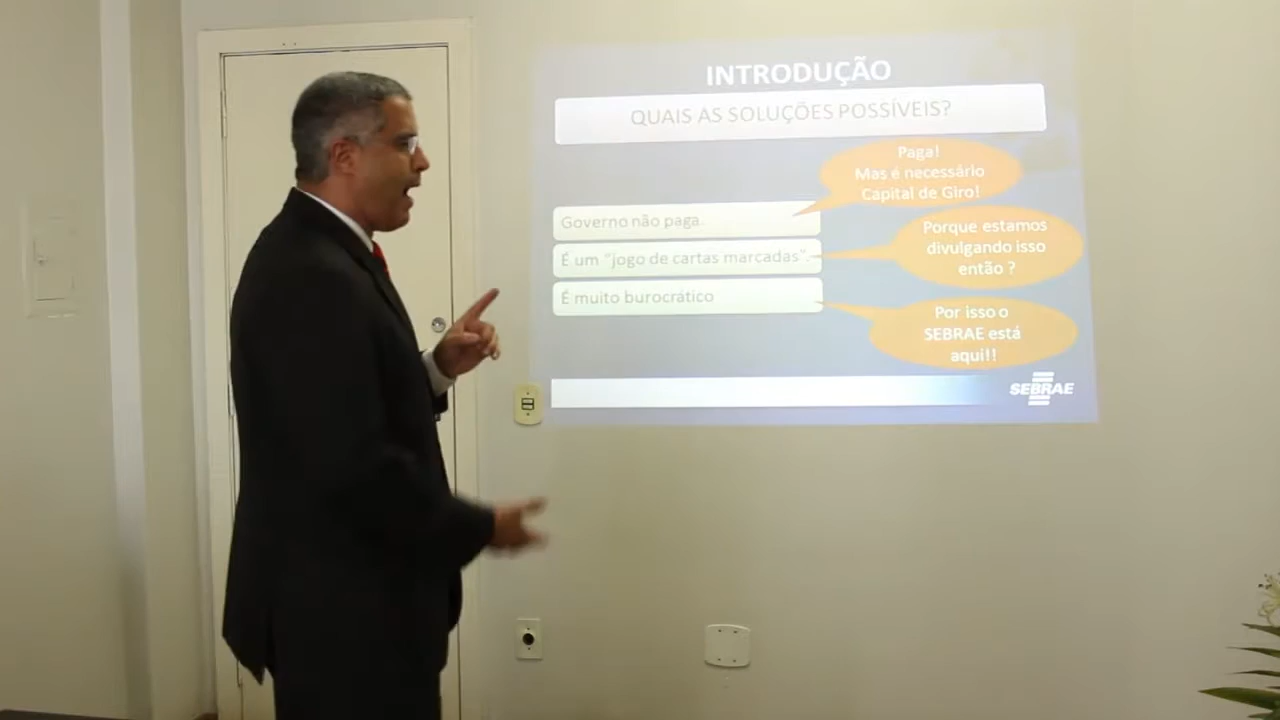 INTRODUÇÃO
QUAIS AS SOLUÇÕES POSSÍVEIS?
Paga!
Mas é necessário
Capital de Giro!
Governo não paga.
Porque estamos
divulgando isso
então ?
É um "jogo de cartas marcadas".
É muito burocrático
Por isso o
SEBRAE está
aqui!!
SEBRAE